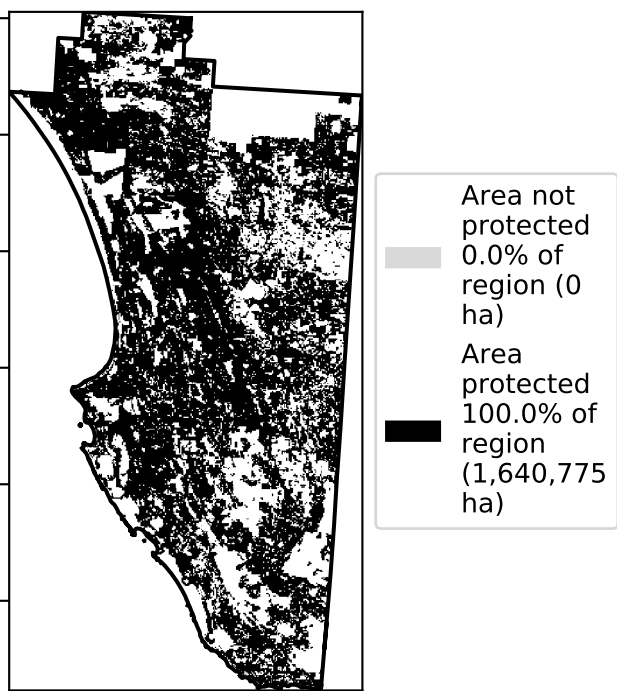 Area not
protected
0.0% of
region (0
ha)
Area
protected
100.0% of
region
(1,640,775
ha)